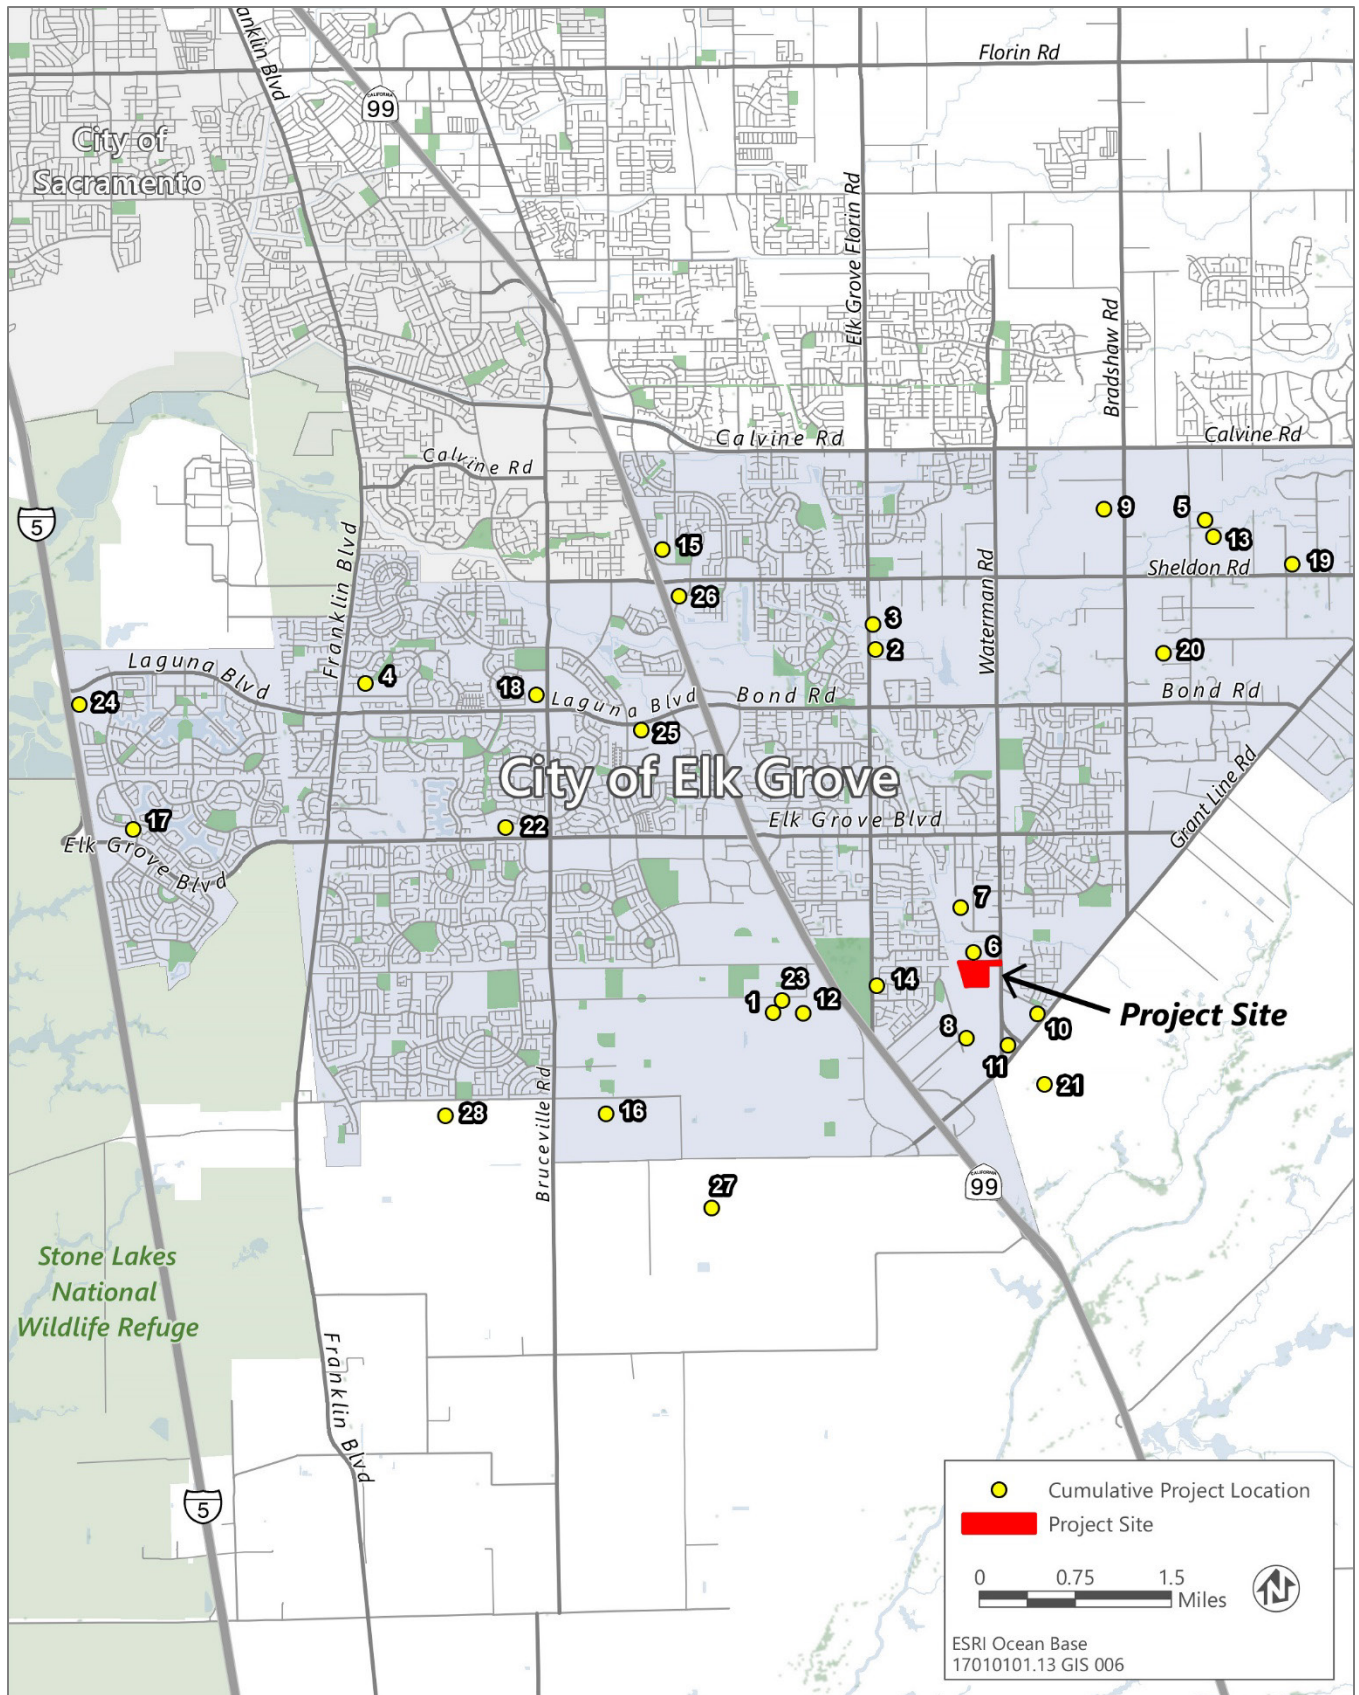 Franklin Blvd
Florin Rd
CALIFORNIA
99
City of
Sacramento
Elk Grove Florin Rd
Bradshaw Rd
Calvine Rd
Calvine Rd
Calvine Rd
5
9
5
13
15
19
Sheldon Rd
Franklin Blvd
Waterman Rd
26
3
2
20
Laguna Blvd
4
18
Laguna Blvd
Bond Rd
Bond Rd
24
25
City of Elk Grove
Grant Line Rd
17
22
Elk Grove Blvd
Elk Grove Blvd
7
6
14
23
1
12
Project Site
10
8
11
21
Bruceville Rd
28
16
CALIFORNIA
99
27
Stone Lakes
National
Wildlife Refuge
Franklin Blvd
5
Cumulative Project Location
Project Site
0 0.75 1.5
Miles
N
ESRI Ocean Base
17010101.13 GIS 006